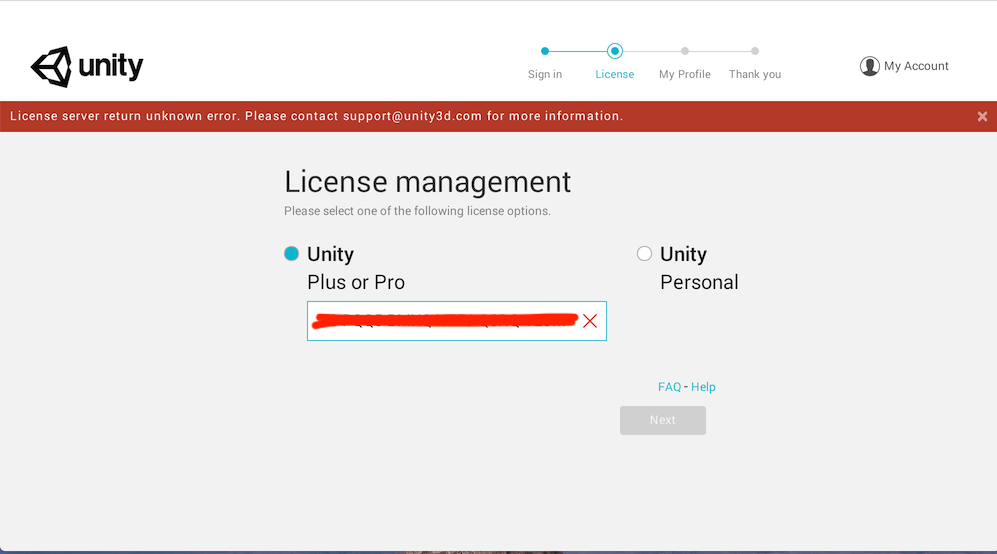 unity
Sign in
License
My Profile
Thank you
My Account
License server return unknown error. Please contact support@unity3d.com for more information.
License management
Please select one of the following license options.
Unity
Plus or Pro
Unity
Personal
FAQ - Help
Next